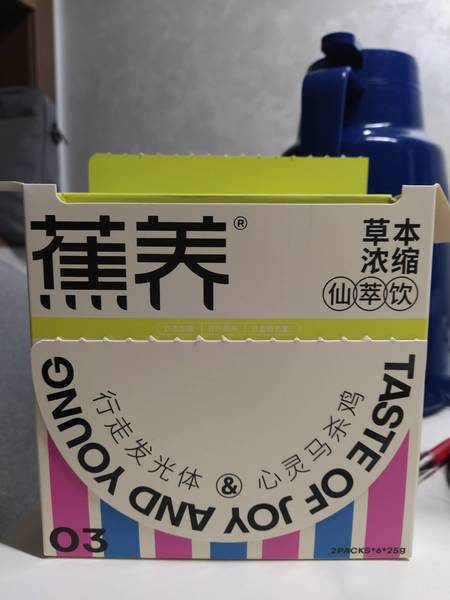 蕉养®
草本
浓缩
仙萃饮
TASTE OF JOY AND YOUNG
行走发光体 & 心灵马杀鸡
03
2PACKS*6*25g